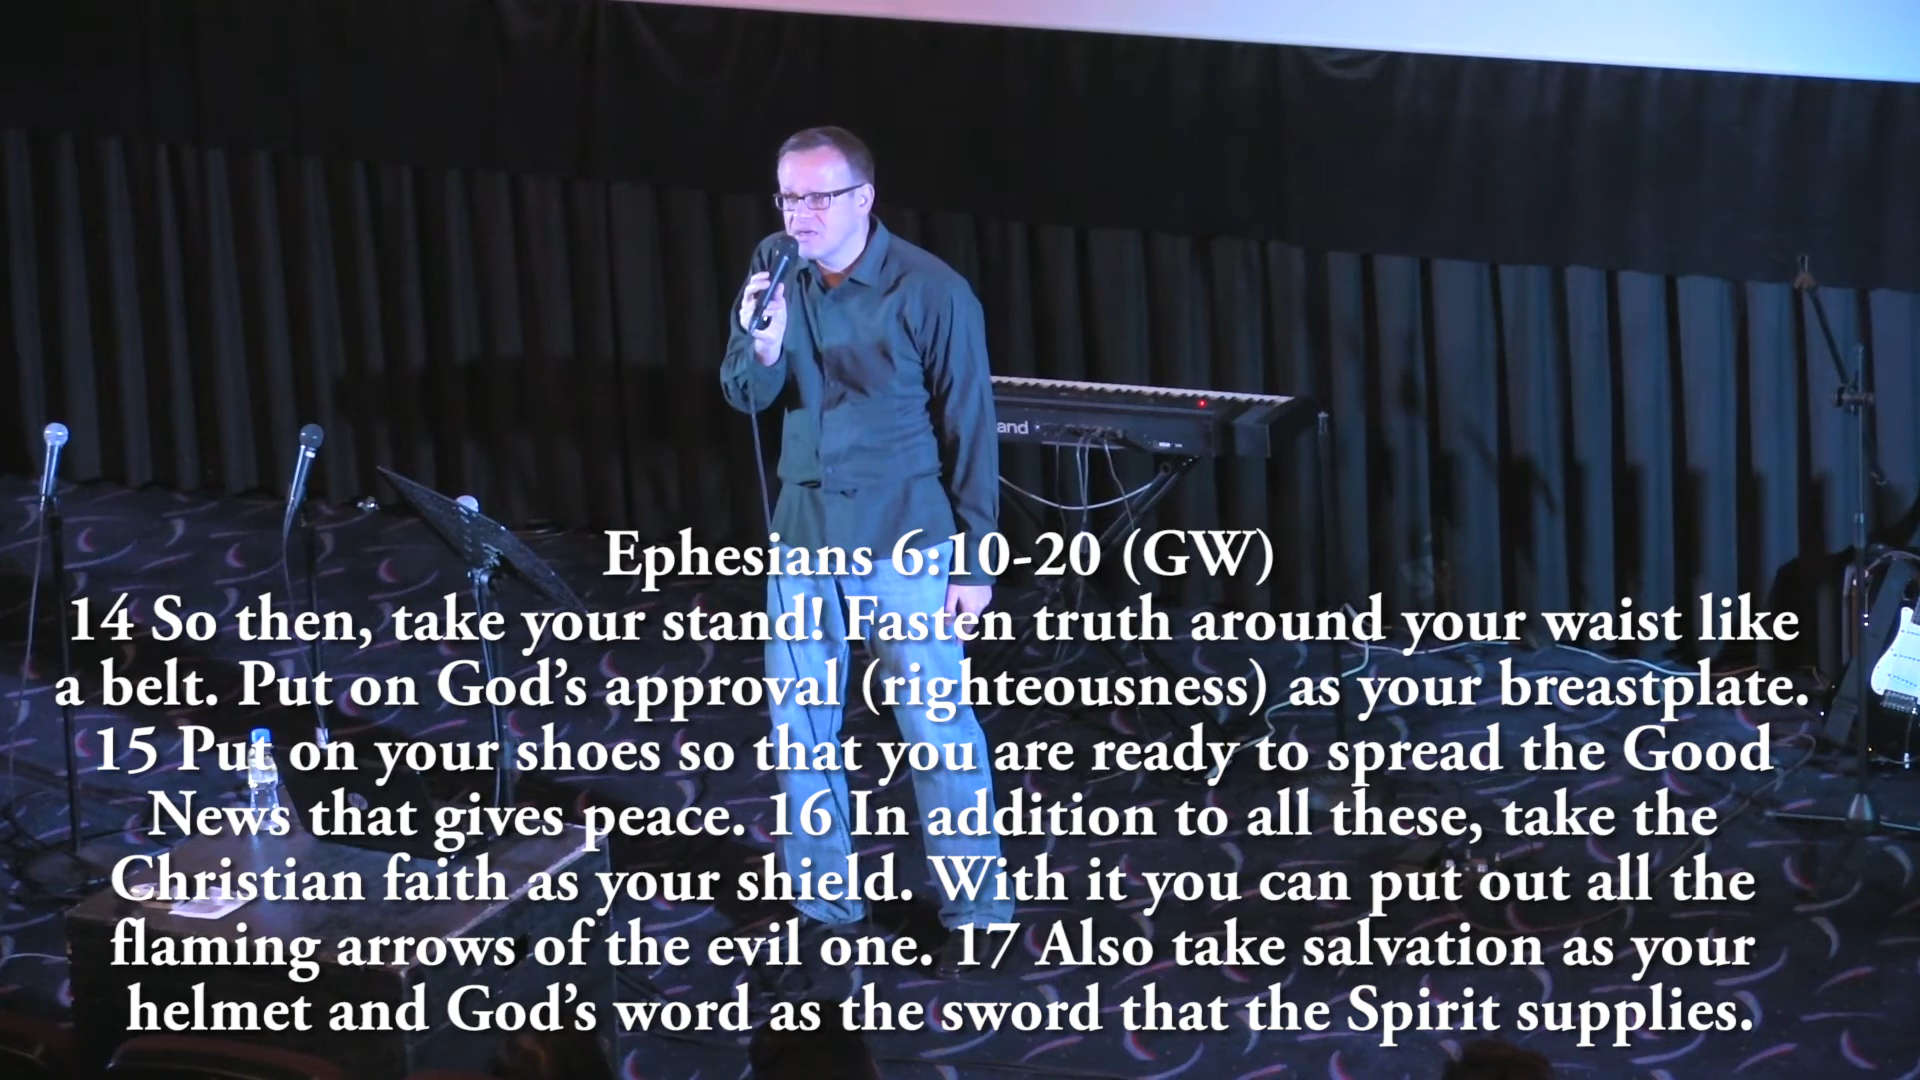 and
Ephesians 6:10-20 (GW)
14 So then, take your stand! Fasten truth around your waist like
a belt. Put on God’s approval (righteousness) as your breastplate.
15 Put on your shoes so that you are ready to spread the Good
News that gives peace. 16 In addition to all these, take the
Christian faith as your shield. With it you can put out all the
flaming arrows of the evil one. 17 Also take salvation as your
helmet and God’s word as the sword that the Spirit supplies.